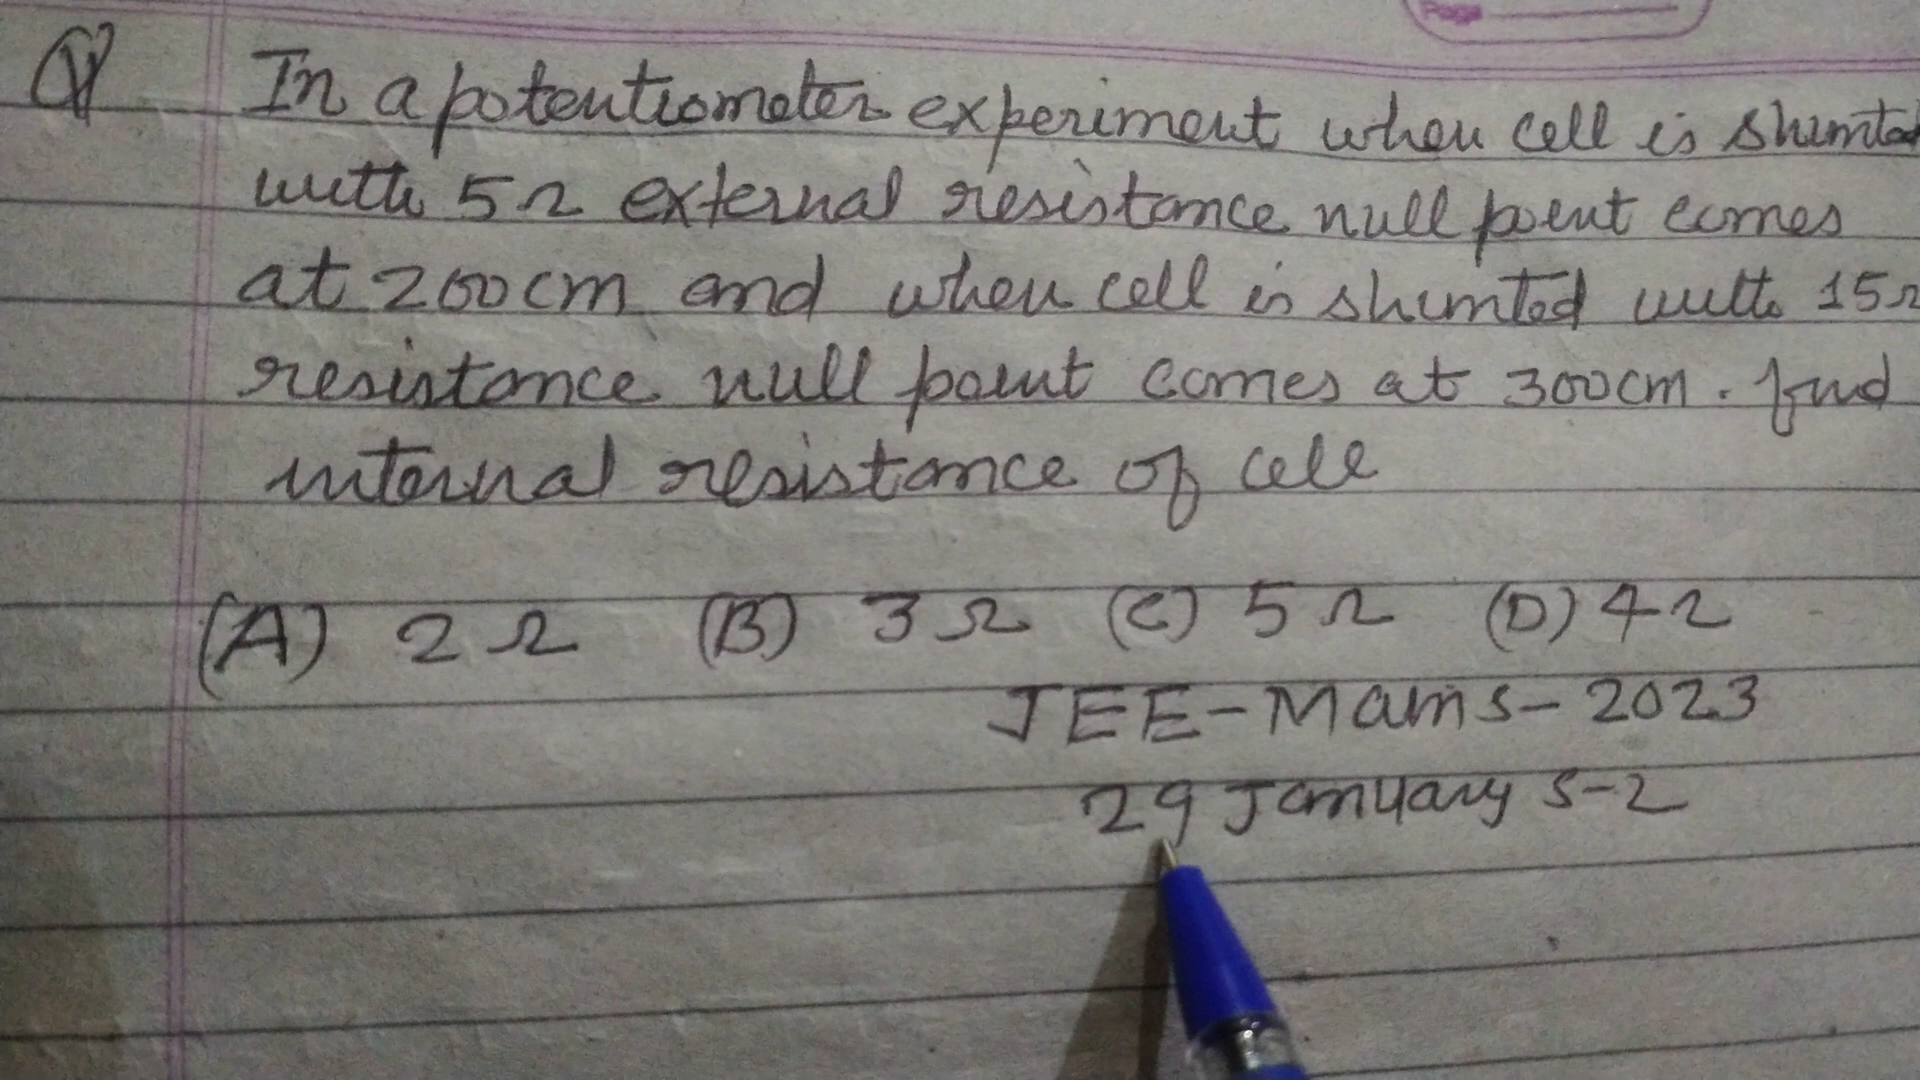 Page
Q In a potentiometer experiment when cell is shunted
with 5Ω external resistance null point comes
at 200cm and when cell is shunted with 15Ω
resistance null point comes at 300cm. find
internal resistance of cell
(A) 2Ω (B) 3Ω (C) 5Ω (D) 4Ω
JEE-Mains-2023
29 January S-2